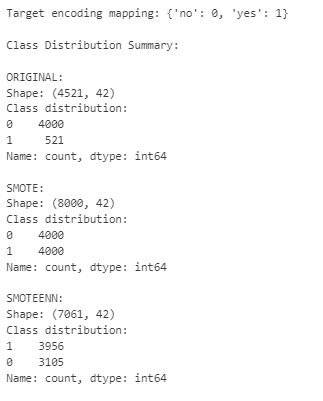 Target encoding mapping: {'no': 0, 'yes': 1}
Class Distribution Summary:
ORIGINAL:
Shape: (4521, 42)
Class distribution:
0    4000
1     521
Name: count, dtype: int64
SMOTE:
Shape: (8000, 42)
Class distribution:
0    4000
1    4000
Name: count, dtype: int64
SMOTEENN:
Shape: (7061, 42)
Class distribution:
1    3956
0    3105
Name: count, dtype: int64